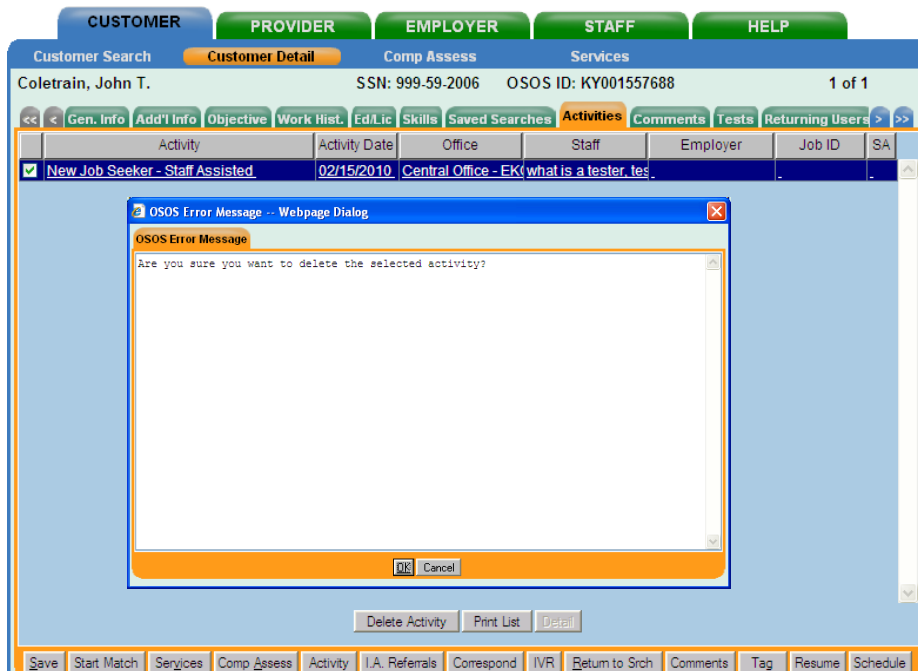 CUSTOMER PROVIDER EMPLOYER STAFF HELP
Customer Search Customer Detail Comp Assess Services
Coletrain, John T. SSN: 999-59-2006 OSOS ID: KY001557688 1 of 1
<< < Gen. Info Add'l Info Objective Work Hist. Ed/Lic Skills Saved Searches Activities Comments Tests Returning Users > >>
Activity Activity Date Office Staff Employer Job ID SA
New Job Seeker - Staff Assisted 02/15/2010 Central Office - EK( what is a tester, tes
OSOS Error Message -- Webpage Dialog
OSOS Error Message
Are you sure you want to delete the selected activity?
OK Cancel
Delete Activity Print List Detail
Save Start Match Services Comp Assess Activity I.A. Referrals Correspond IVR Return to Srch Comments Tag Resume Schedule